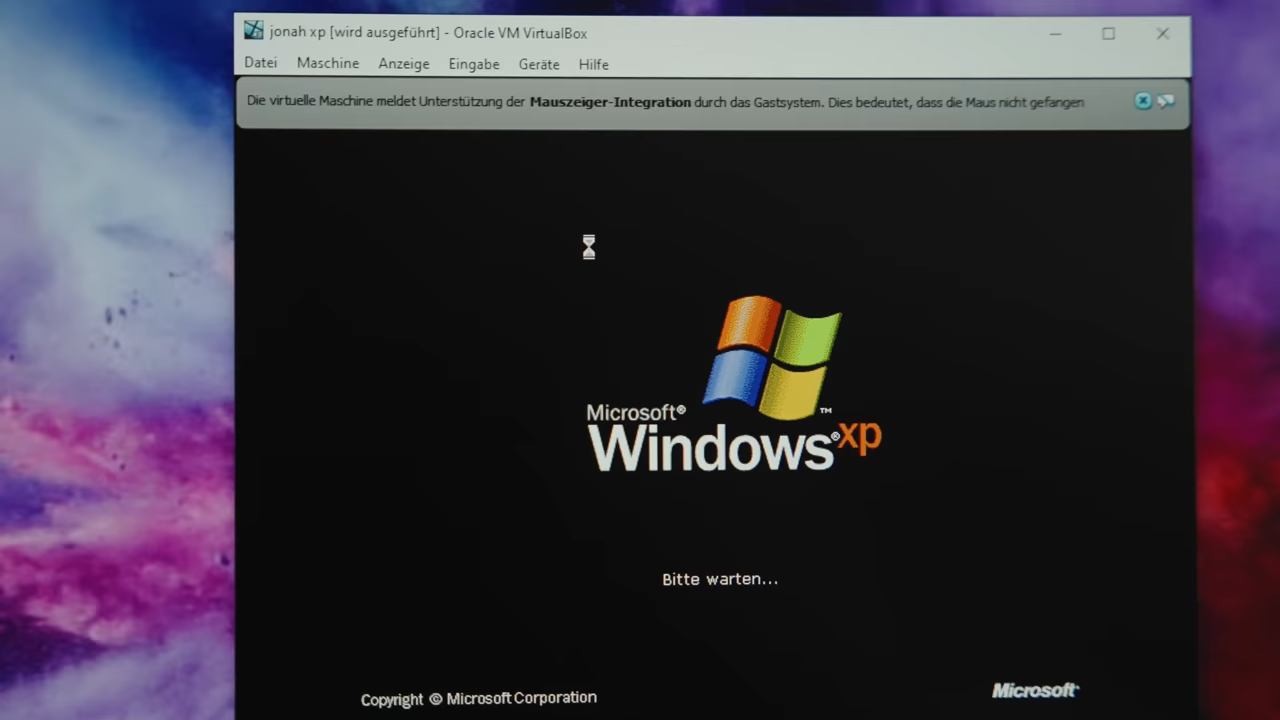 jonah xp [wird ausgeführt] - Oracle VM VirtualBox
Datei Maschine Anzeige Eingabe Geräte Hilfe
Die virtuelle Maschine meldet Unterstützung der Mauszeiger-Integration durch das Gastsystem. Dies bedeutet, dass die Maus nicht gefangen
Microsoft®
Windows® xp ™
Bitte warten...
Copyright © Microsoft Corporation
Microsoft®